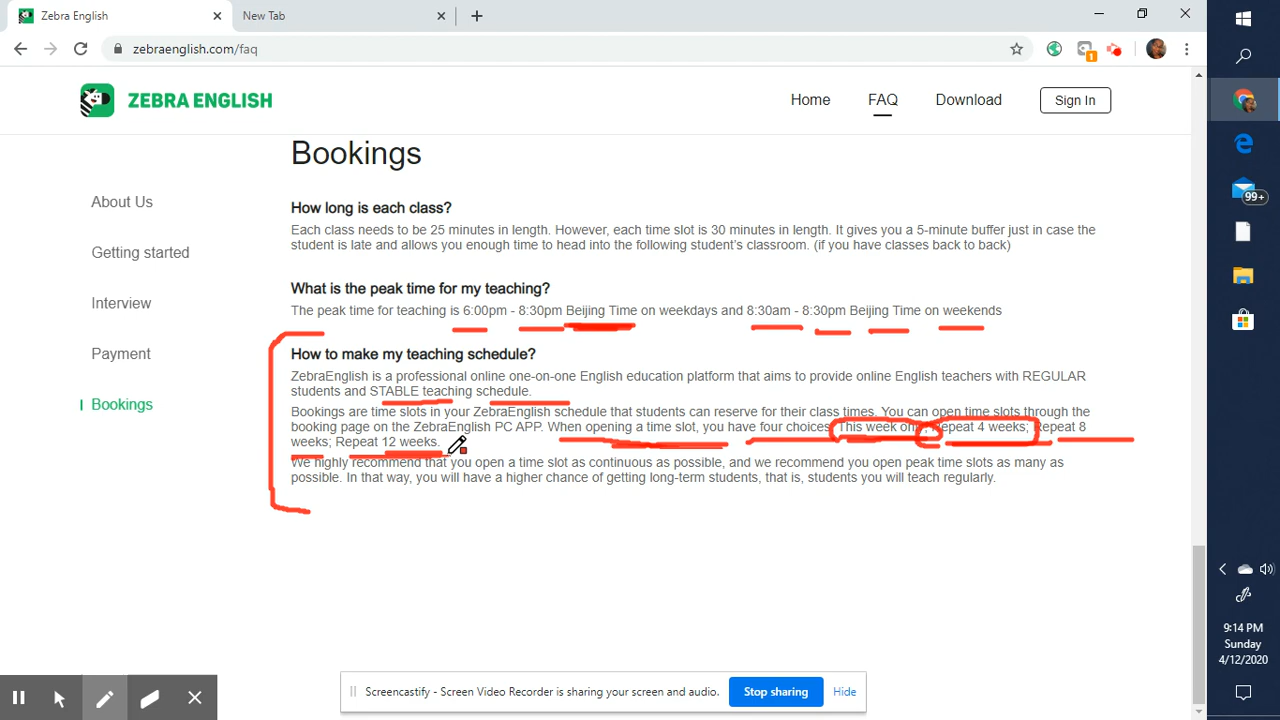 Zebra English
New Tab
zebraenglish.com/faq
1
ZEBRA ENGLISH
Home
FAQ
Download
Sign In
Bookings
About Us
Getting started
Interview
Payment
Bookings
How long is each class?
Each class needs to be 25 minutes in length. However, each time slot is 30 minutes in length. It gives you a 5-minute buffer just in case the
student is late and allows you enough time to head into the following student's classroom. (if you have classes back to back)
What is the peak time for my teaching?
The peak time for teaching is 6:00pm - 8:30pm Beijing Time on weekdays and 8:30am - 8:30pm Beijing Time on weekends
How to make my teaching schedule?
ZebraEnglish is a professional online one-on-one English education platform that aims to provide online English teachers with REGULAR
students and STABLE teaching schedule.
Bookings are time slots in your ZebraEnglish schedule that students can reserve for their class times. You can open time slots through the
booking page on the ZebraEnglish PC APP. When opening a time slot, you have four choices This week Repeat 4 weeks; Repeat 8
weeks; Repeat 12 weeks.
We highly recommend that you open a time slot as continuous as possible, and we recommend you open peak time slots as many as
possible. In that way, you will have a higher chance of getting long-term students, that is, students you will teach regularly.
Screencastify - Screen Video Recorder is sharing your screen and audio.
Stop sharing
Hide
99+
9:14 PM
Sunday
4/12/2020